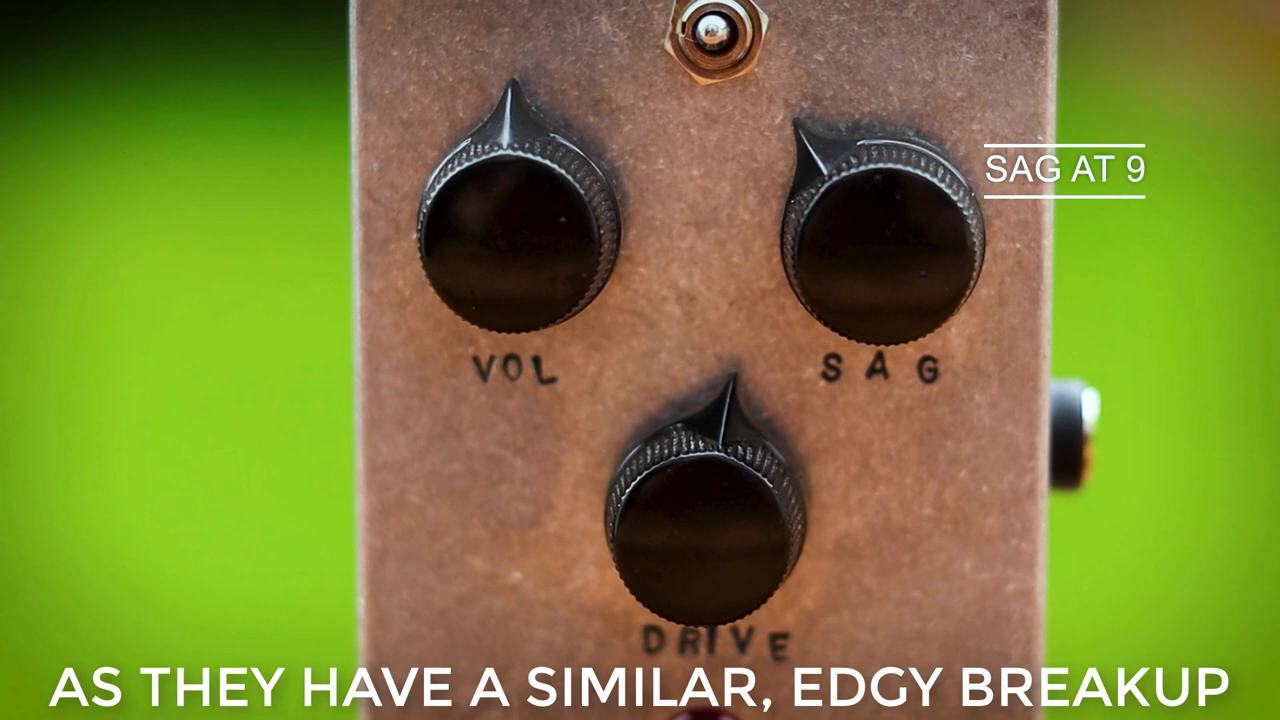 SAG AT 9
VOL
SAG
DRIVE
AS THEY HAVE A SIMILAR, EDGY BREAKUP